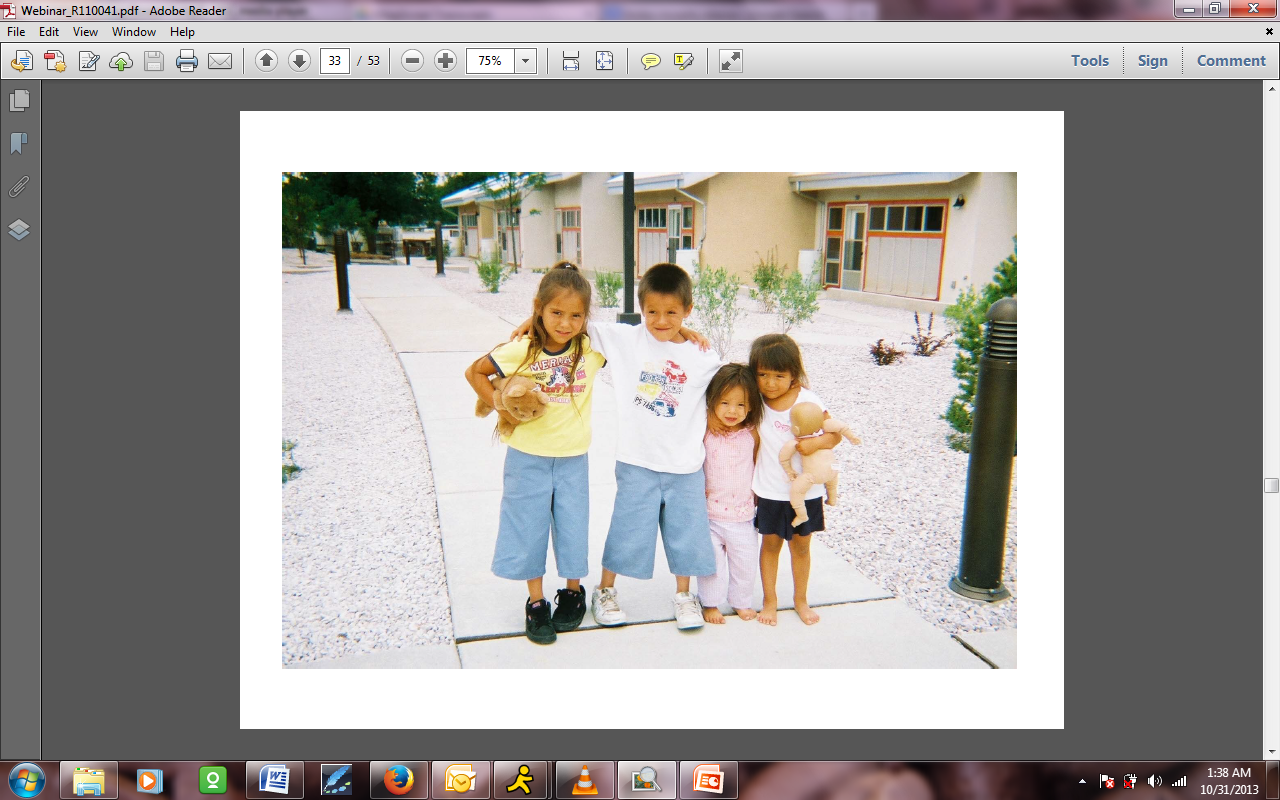 Webinar_R110041.pdf - Adobe Reader
File Edit View Window Help
33 / 53 75% Tools Sign Comment
1:38 AM
10/31/2013